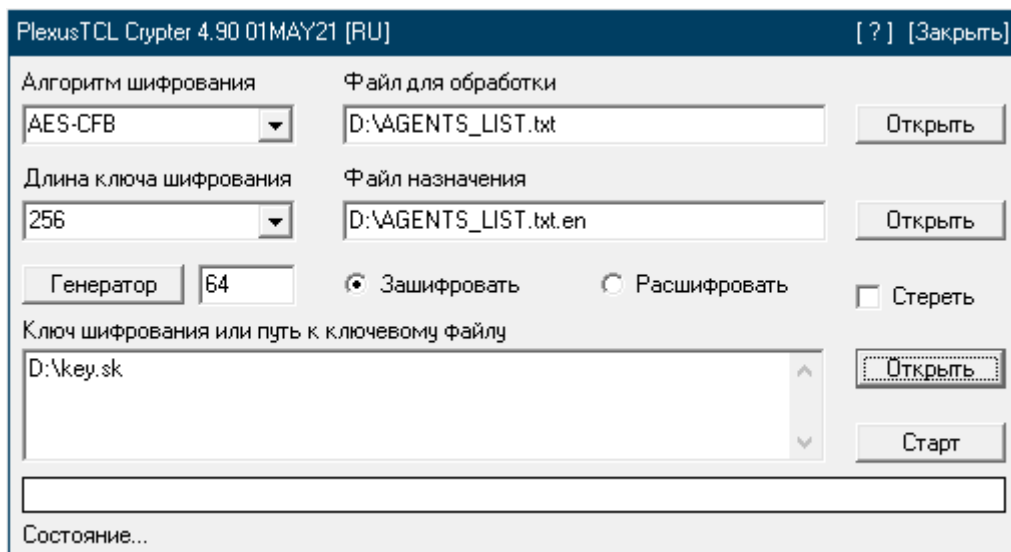 PlexusTCL Crypter 4.90 01MAY21 [RU] [ ? ] [Закрыть]
Алгоритм шифрования Файл для обработки
AES-CFB D:\AGENTS_LIST.txt Открыть
Длина ключа шифрования Файл назначения
256 D:\AGENTS_LIST.txt.en Открыть
Генератор 64 Зашифровать Расшифровать Стереть
Ключ шифрования или путь к ключевому файлу
D:\key.sk Открыть
Старт
Состояние...